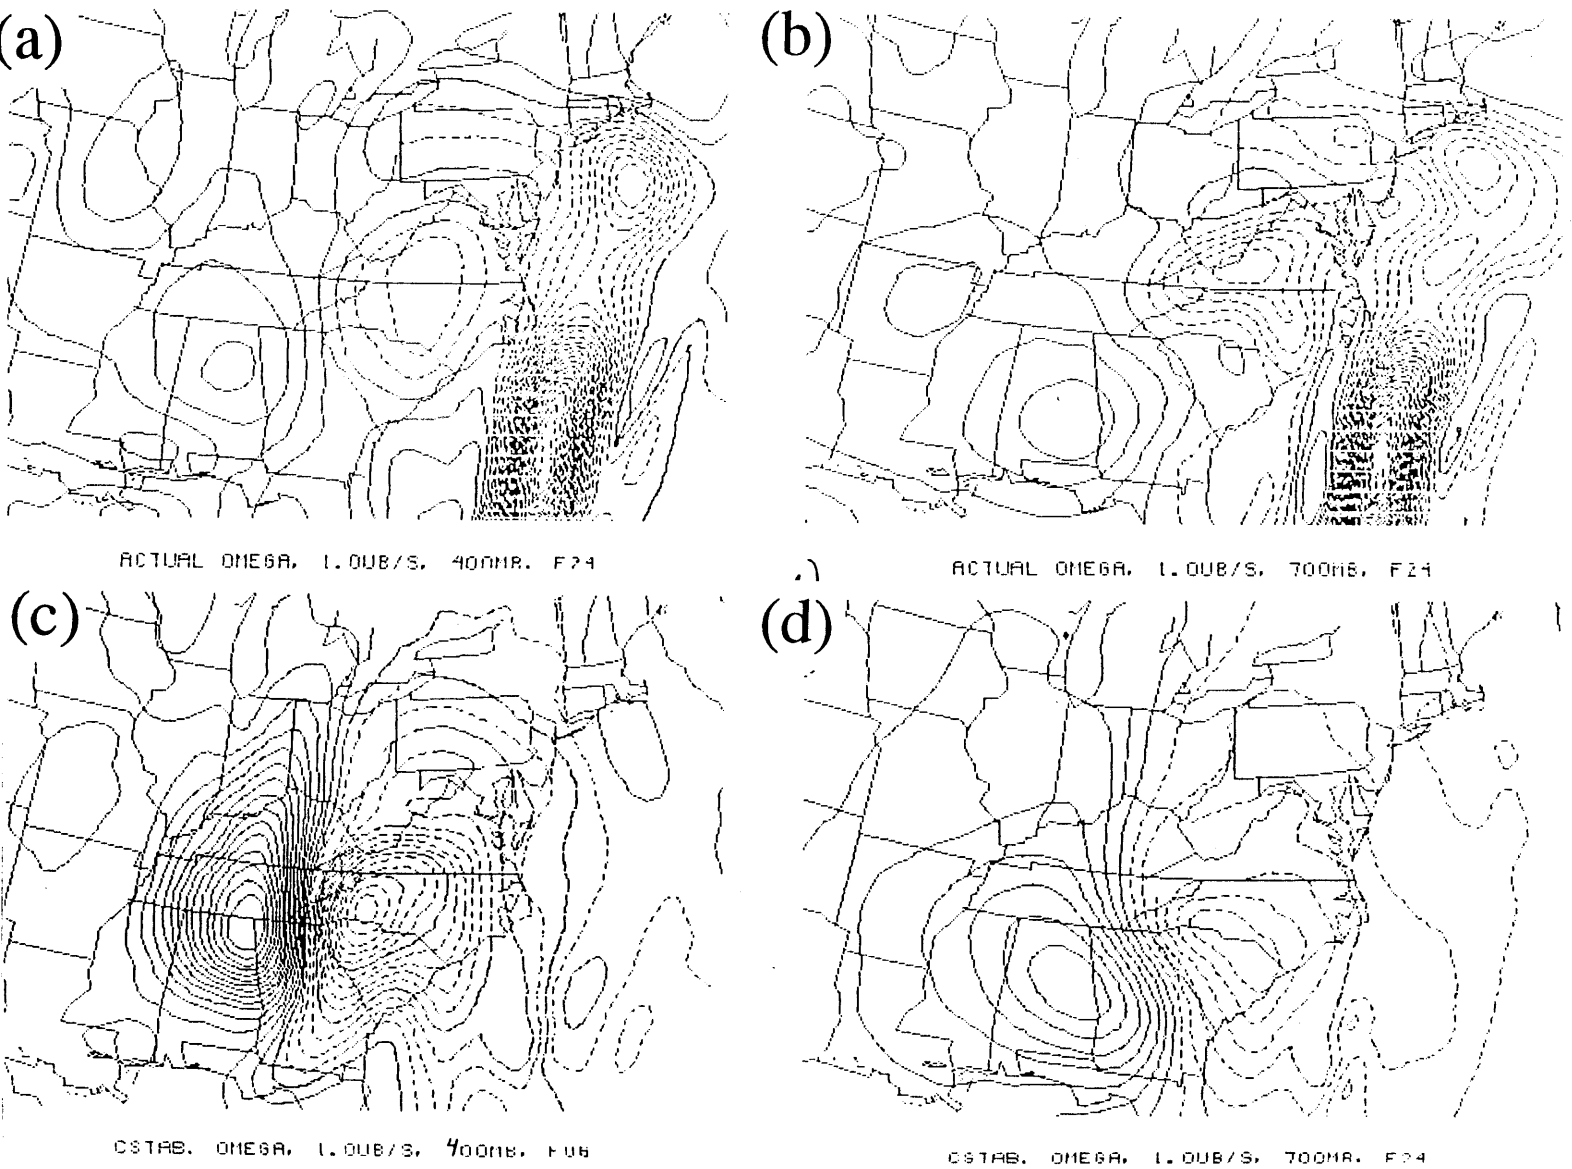 (a)
(b)
ACTUAL OMEGA, 1.0UB/S, 400MB. F24
ACTUAL OMEGA, 1.0UB/S, 700MB, F24
(c)
(d)
CSTAB. OMEGA, 1.0UB/S, 400MB, F06
CSTAB. OMEGA, 1.0UB/S, 700MB. F24